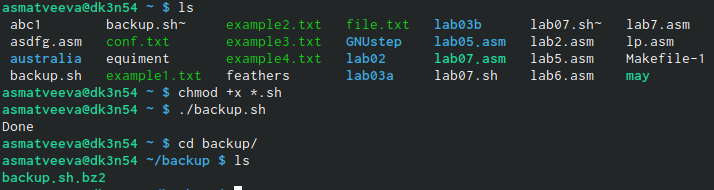 asmatveeva@dk3n54 ~ $ ls
abc1 backup.sh~ example2.txt file.txt lab03b lab07.sh~ lab7.asm
asdfg.asm conf.txt example3.txt GNUstep lab05.asm lab2.asm lp.asm
australia equiment example4.txt lab02 lab07.asm lab5.asm Makefile-1
backup.sh example1.txt feathers lab03a lab07.sh lab6.asm may
asmatveeva@dk3n54 ~ $ chmod +x *.sh
asmatveeva@dk3n54 ~ $ ./backup.sh
Done
asmatveeva@dk3n54 ~ $ cd backup/
asmatveeva@dk3n54 ~/backup $ ls
backup.sh.bz2
asmatveeva@dk3n54 ~/backup $